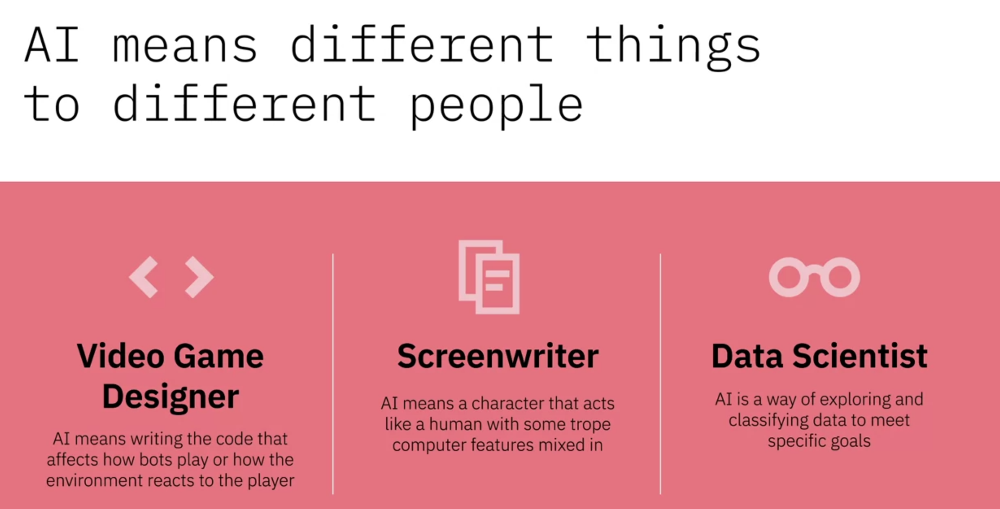 AI means different things
to different people
Video Game
Designer
AI means writing the code that
affects how bots play or how the
environment reacts to the player
Screenwriter
AI means a character that acts
like a human with some trope
computer features mixed in
Data Scientist
AI is a way of exploring and
classifying data to meet
specific goals